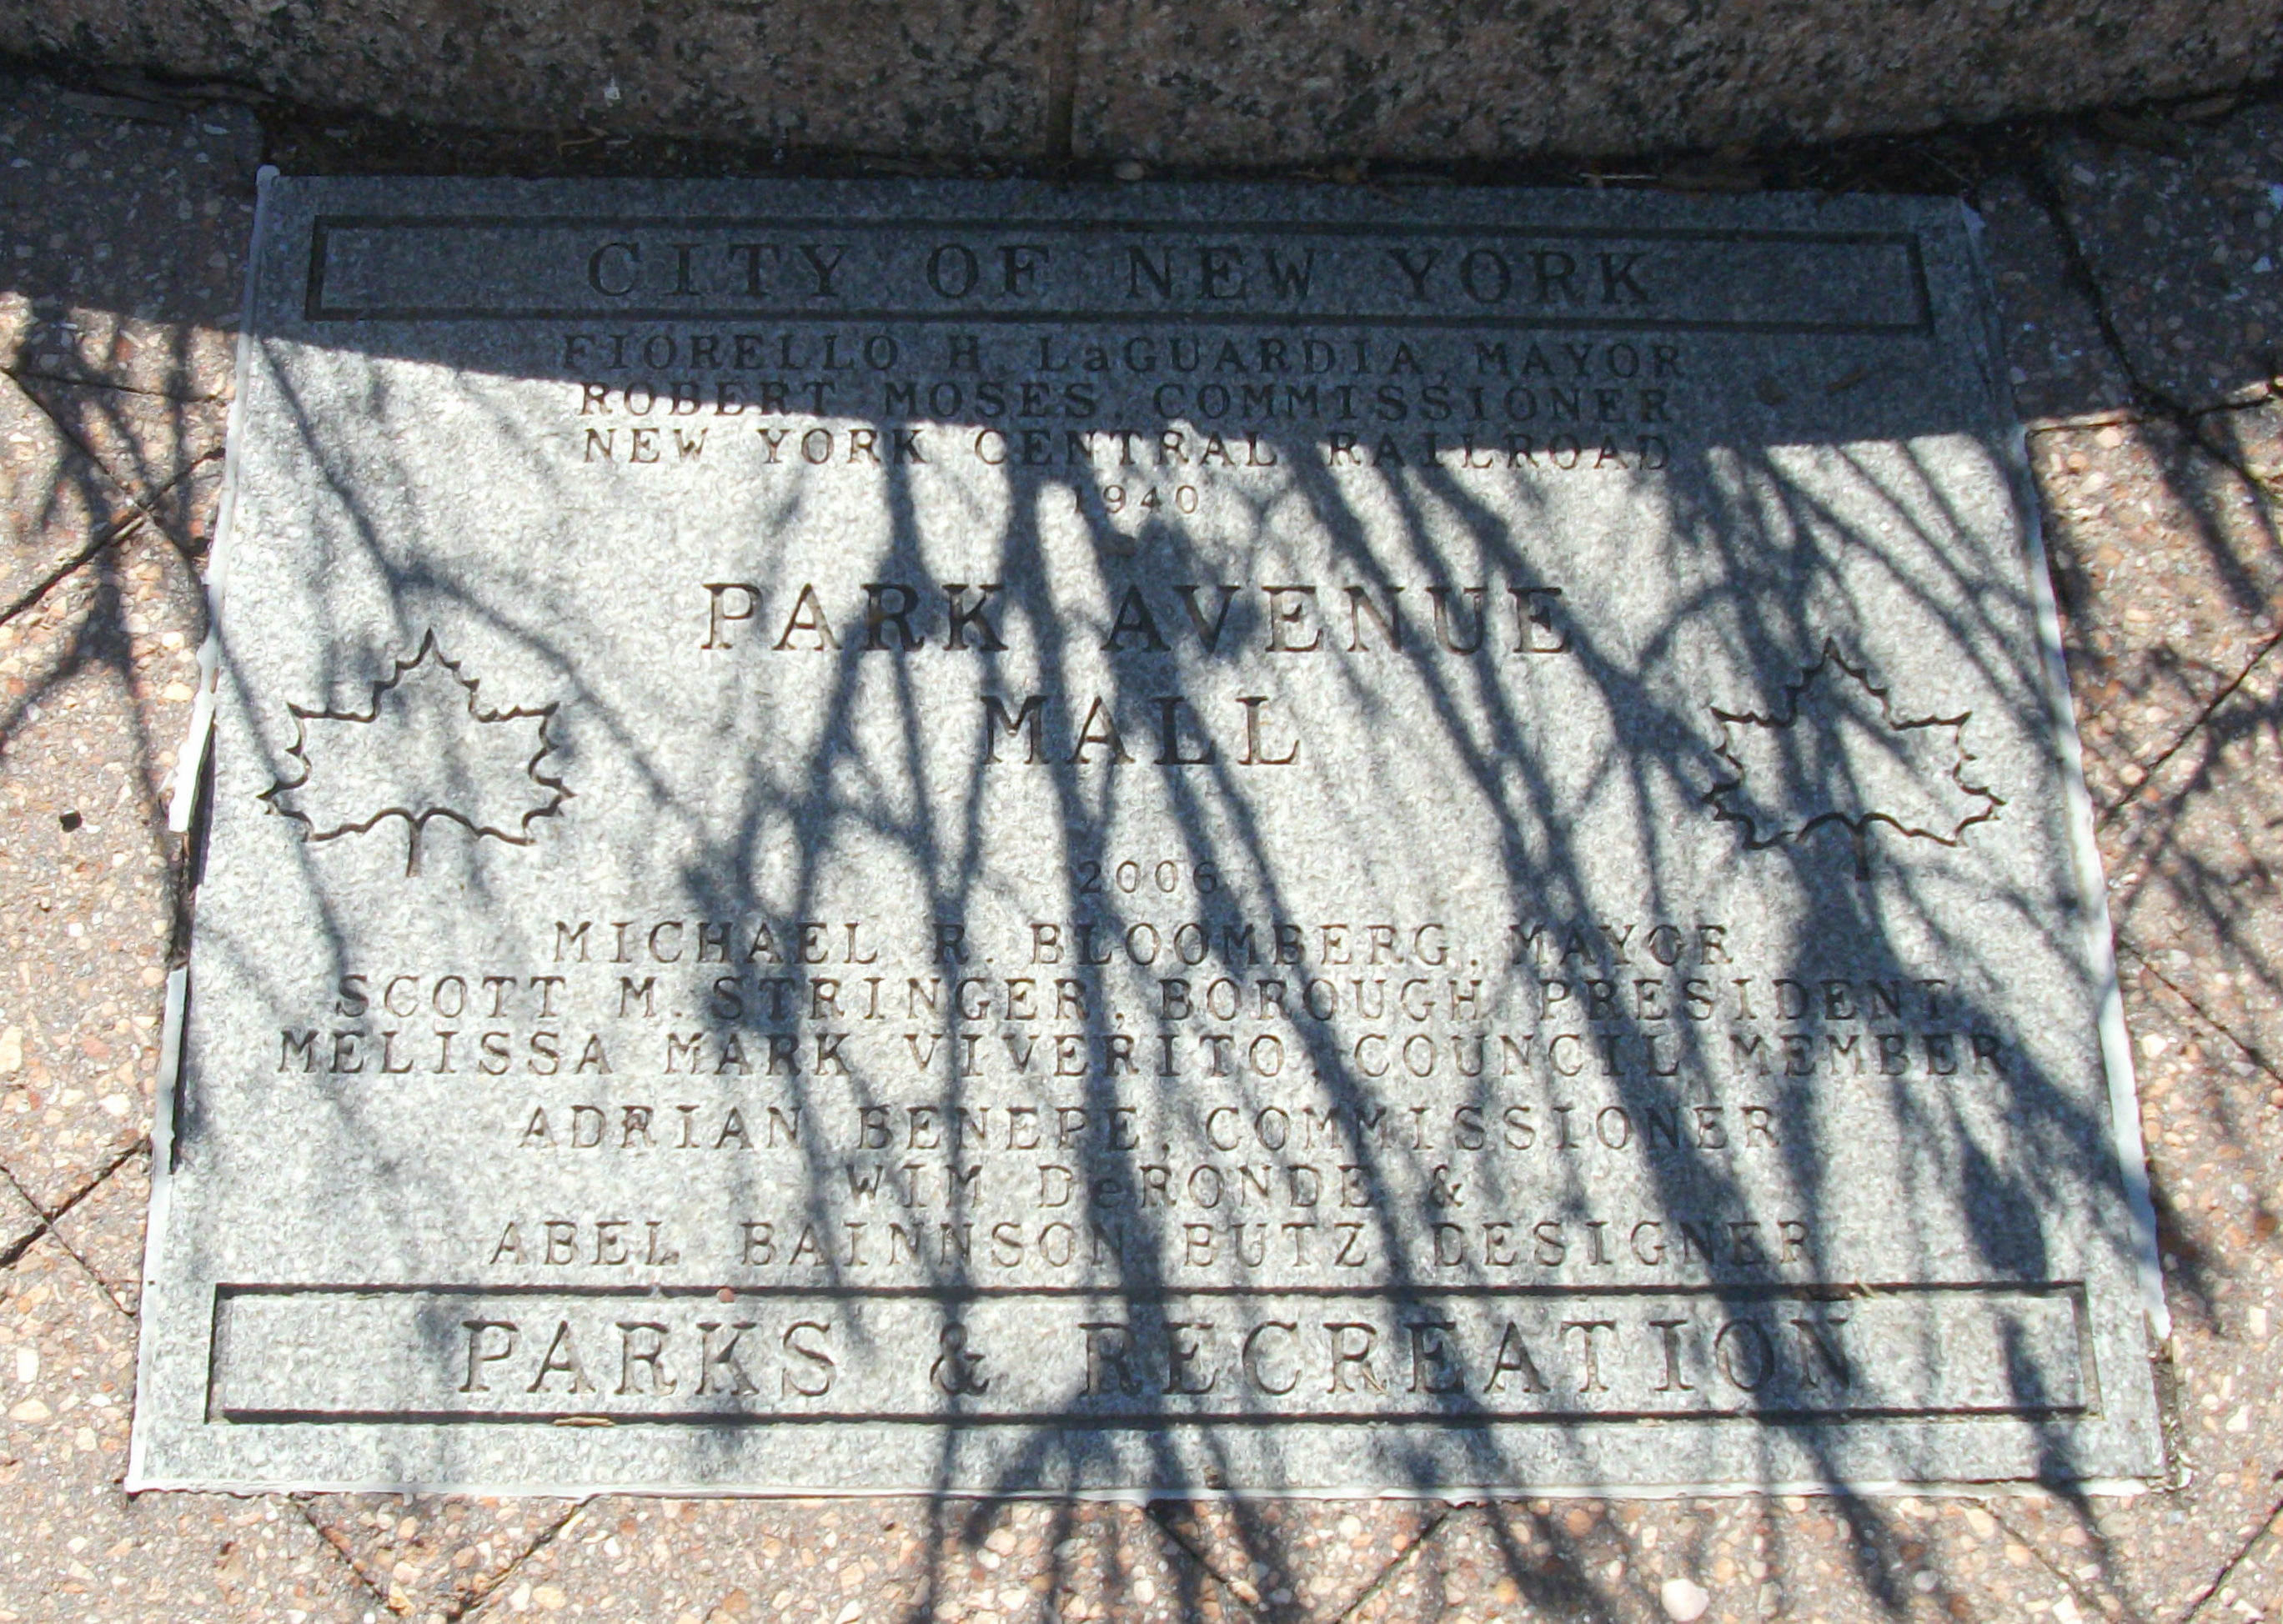 CITY OF NEW YORK
FIORELLO H. LaGUARDIA, MAYOR
ROBERT MOSES, COMMISSIONER
NEW YORK CENTRAL RAILROAD
1940
PARK AVENUE
MALL
2006
MICHAEL R. BLOOMBERG, MAYOR
SCOTT M. STRINGER, BOROUGH PRESIDENT
MELISSA MARK VIVERITO, COUNCIL MEMBER
ADRIAN BENEPE, COMMISSIONER
WIM DeRONDE &
ABEL BAINNSON BUTZ DESIGNER
PARKS & RECREATION